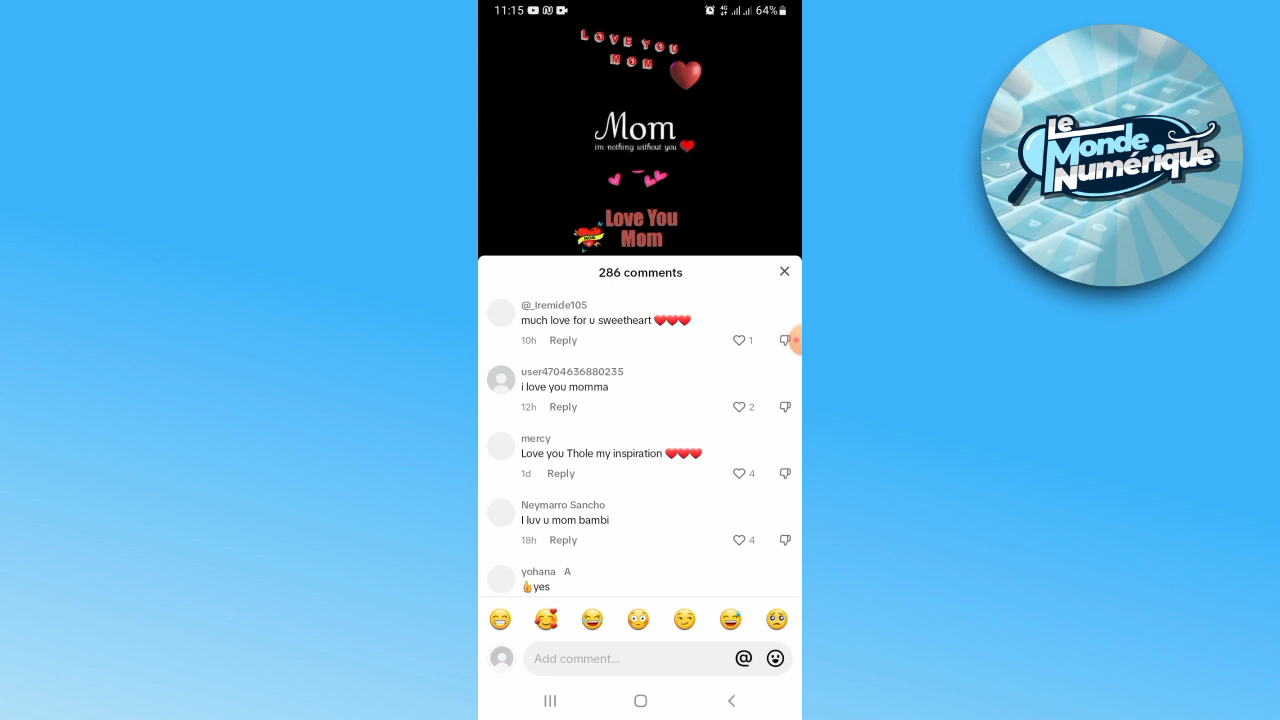 11:15
4G
64%
LOVE YOU
MOM
Mom
im nothing without you
Love You
Mom
286 comments
@_Iremide105
much love for u sweetheart ❤️❤️❤️
10h Reply 1
user4704636880235
i love you momma
12h Reply 2
mercy
Love you Thole my inspiration ❤️❤️❤️
1d Reply 4
Neymarro Sancho
I luv u mom bambi
18h Reply 4
yohana A
👍yes
Add comment...
@
Le
Monde
Numérique